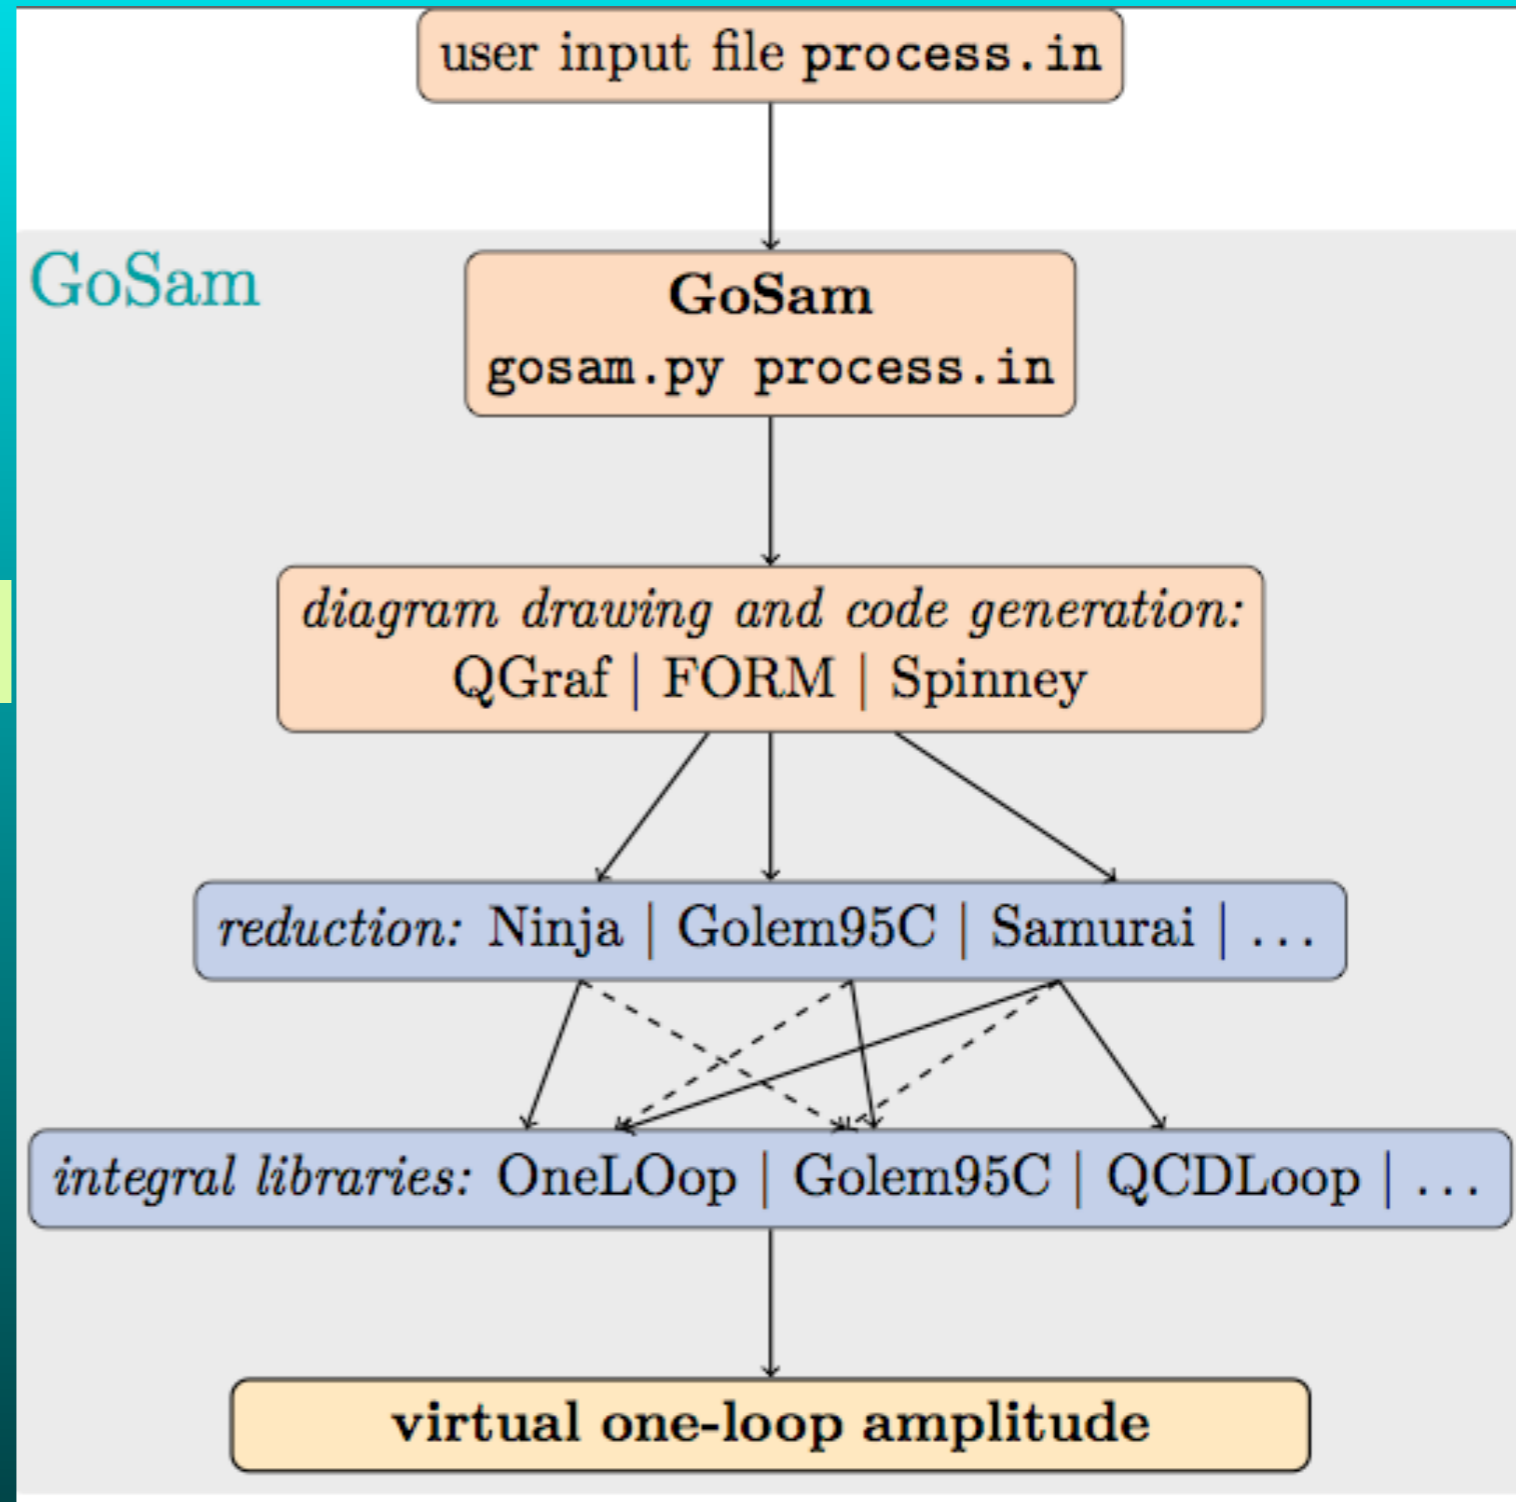 user input file process.in
GoSam
GoSam
gosam.py process.in
diagram drawing and code generation:
QGraf | FORM | Spinney
reduction: Ninja | Golem95C | Samurai | ...
integral libraries: OneLOop | Golem95C | QCDLoop | ...
virtual one-loop amplitude